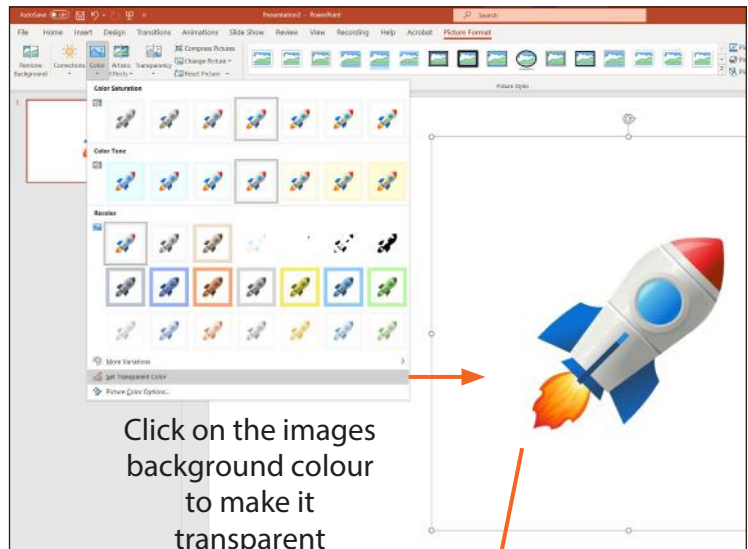 AutoSave Off Presentation3 - PowerPoint Search
File Home Insert Design Transitions Animations Slide Show Review View Recording Help Acrobat Picture Format
Remove Background
Corrections
Color
Artistic Effects
Transparency
Compress Pictures
Change Picture
Reset Picture
Picture Styles
Color Saturation
1
Color Tone
Recolor
More Variations
Set Transparent Color
Picture Color Options...
Click on the images
background colour
to make it
transparent